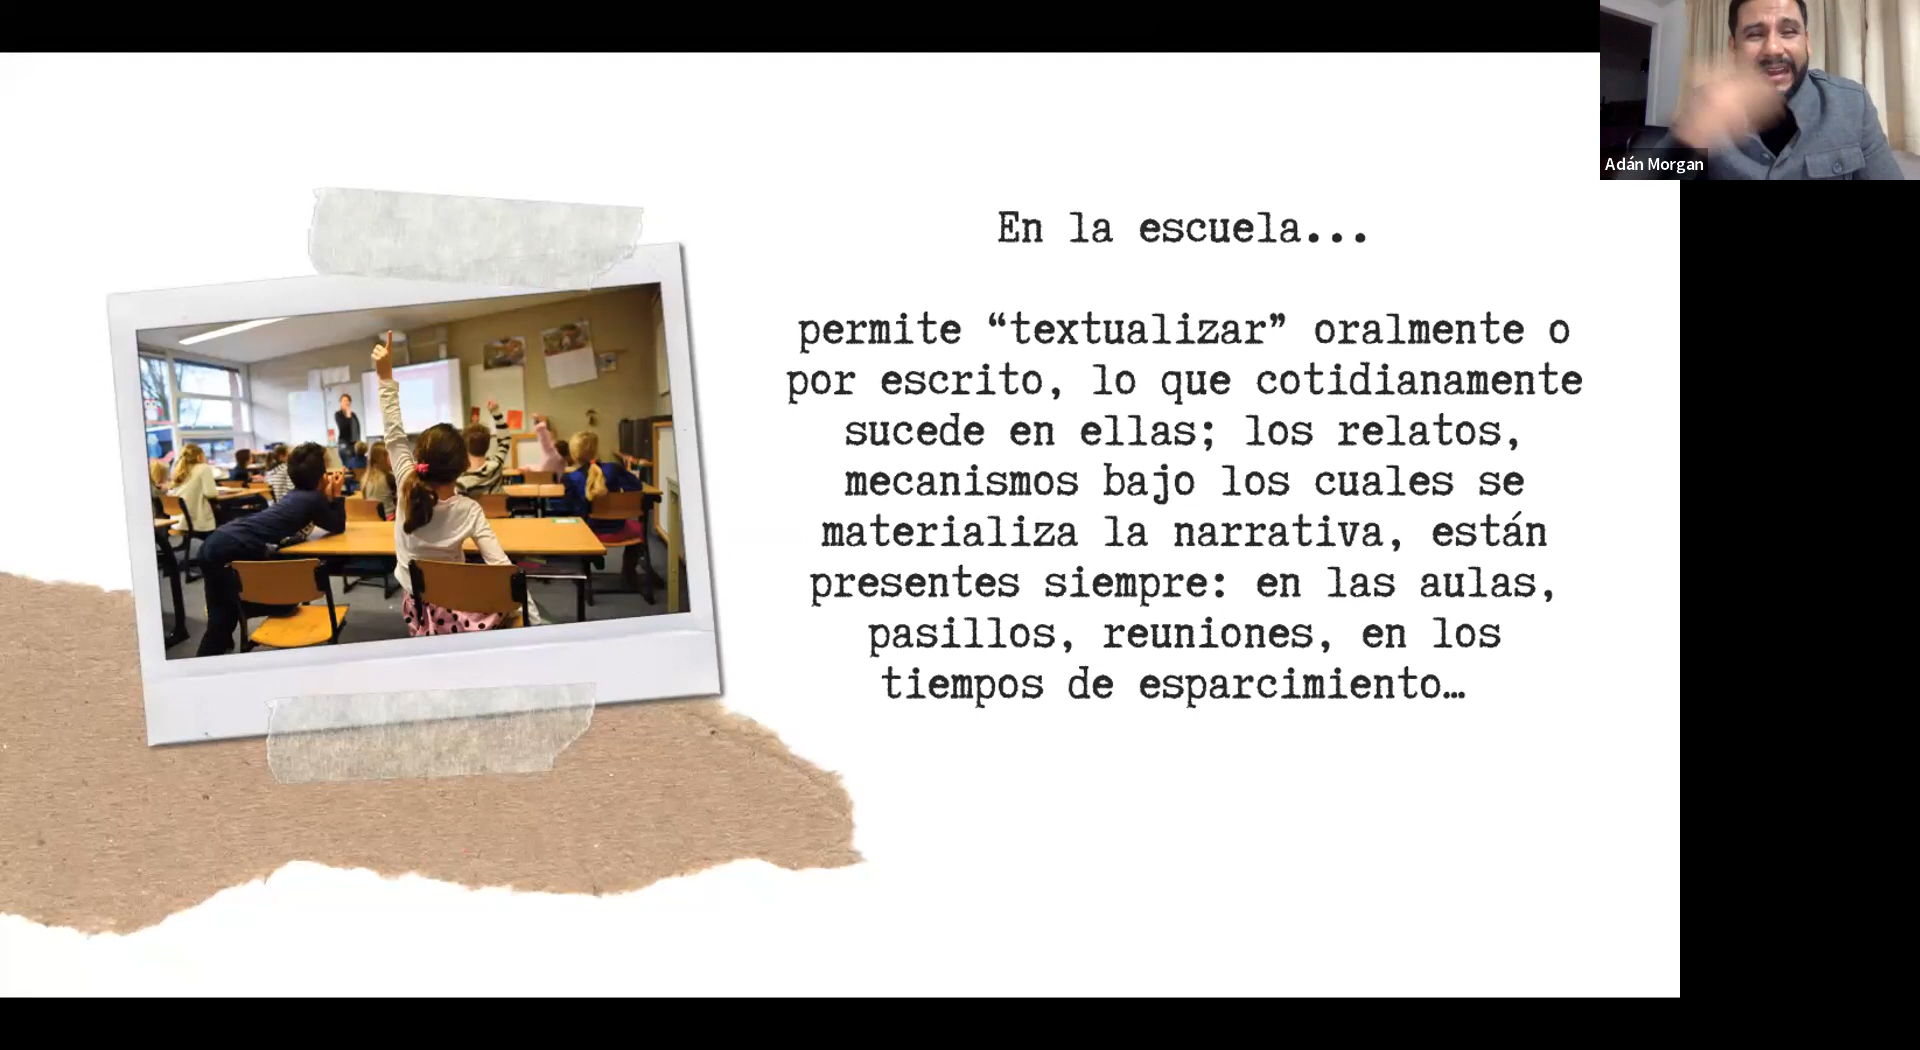 Adán Morgan
En la escuela...
permite “textualizar” oralmente o
por escrito, lo que cotidianamente
sucede en ellas; los relatos,
mecanismos bajo los cuales se
materializa la narrativa, están
presentes siempre: en las aulas,
pasillos, reuniones, en los
tiempos de esparcimiento…